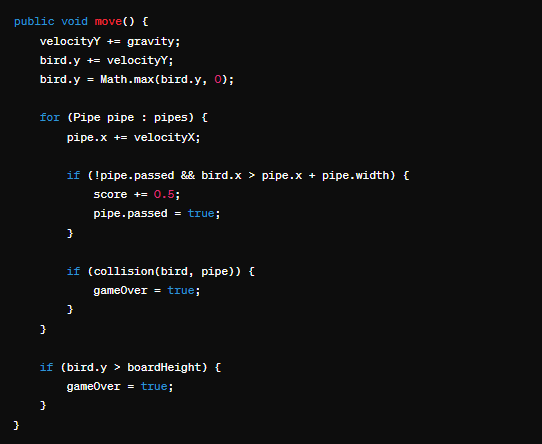 public void move() {
    velocityY += gravity;
    bird.y += velocityY;
    bird.y = Math.max(bird.y, 0);

    for (Pipe pipe : pipes) {
        pipe.x += velocityX;

        if (!pipe.passed && bird.x > pipe.x + pipe.width) {
            score += 0.5;
            pipe.passed = true;
        }

        if (collision(bird, pipe)) {
            gameOver = true;
        }
    }

    if (bird.y > boardHeight) {
        gameOver = true;
    }
}